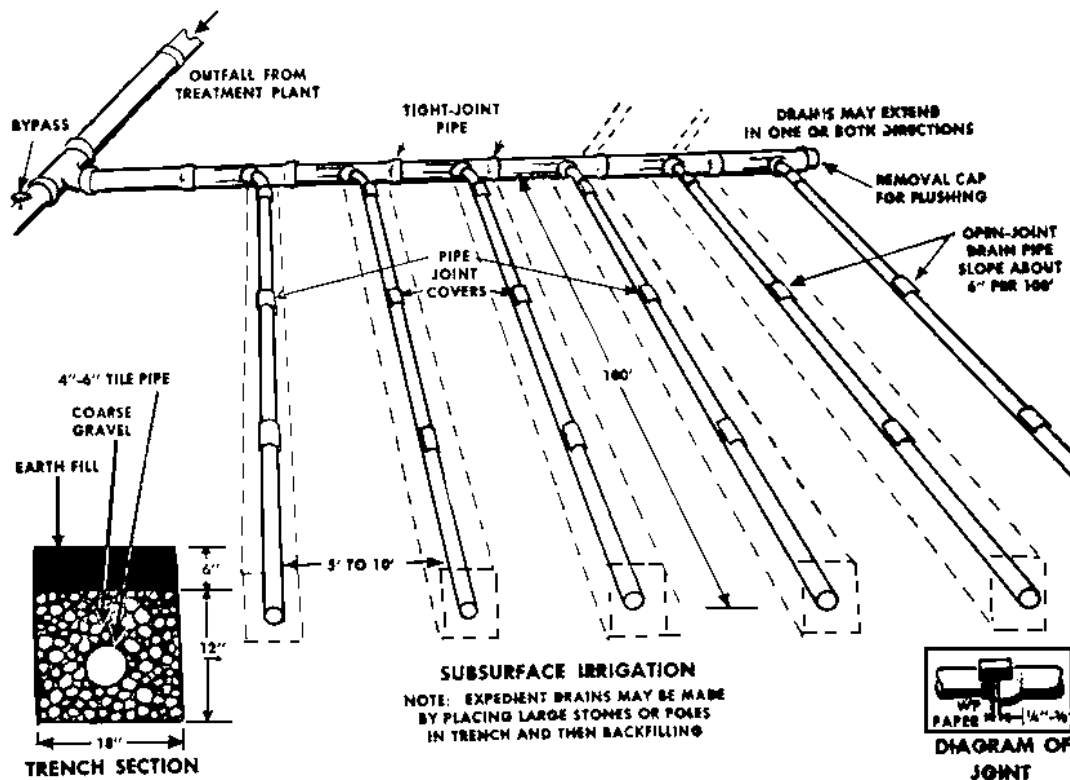 OUTFALL FROM
TREATMENT PLANT
BYPASS
TIGHT-JOINT
PIPE
DRAINS MAY EXTEND
IN ONE OR BOTH DIRECTIONS
REMOVAL CAP
FOR FLUSHING
OPEN-JOINT
DRAIN PIPE
SLOPE ABOUT
6" PER 100'
PIPE
JOINT
COVERS
100'
4"-6" TILE PIPE
COARSE
GRAVEL
EARTH FILL
6"
12"
18"
TRENCH SECTION
5' TO 10'
SUBSURFACE IRRIGATION
NOTE: EXPEDIENT DRAINS MAY BE MADE
BY PLACING LARGE STONES OR POLES
IN TRENCH AND THEN BACKFILLING
WP
PAPER
DIAGRAM OF
JOINT